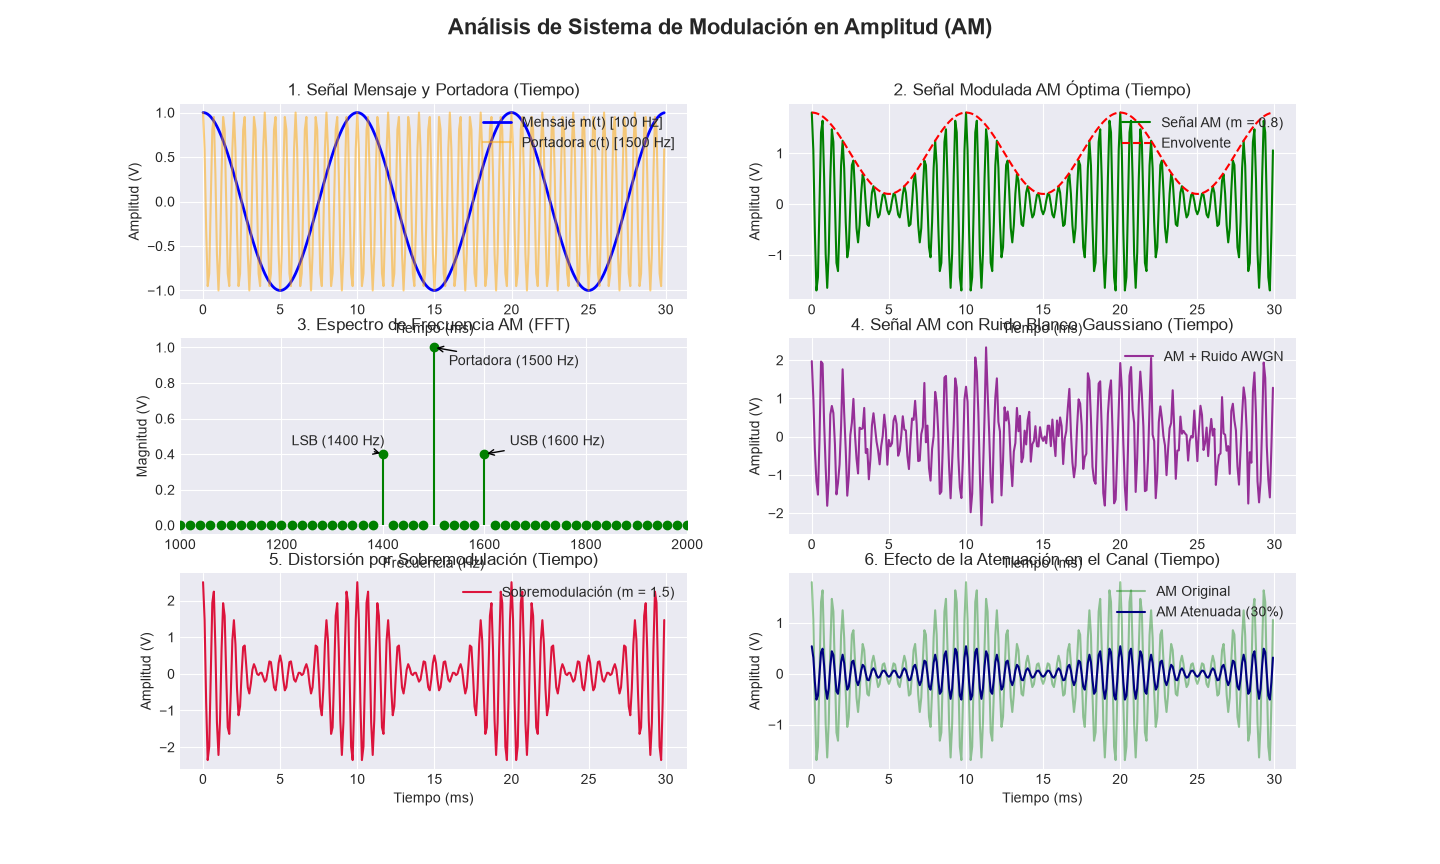 Análisis de Sistema de Modulación en Amplitud (AM)
1. Señal Mensaje y Portadora (Tiempo)
Mensaje m(t) [100 Hz]
Portadora c(t) [1500 Hz]
Amplitud (V)
1.0
0.5
0.0
−0.5
−1.0
0 5 10 15 20 25 30
Tiempo (ms)
2. Señal Modulada AM Óptima (Tiempo)
Señal AM (m = 0.8)
Envolvente
Amplitud (V)
1
0
−1
0 5 10 15 20 25 30
Tiempo (ms)
3. Espectro de Frecuencia AM (FFT)
Portadora (1500 Hz)
LSB (1400 Hz)
USB (1600 Hz)
Magnitud (V)
1.0
0.8
0.6
0.4
0.2
0.0
1000 1200 1400 1600 1800 2000
Frecuencia (Hz)
4. Señal AM con Ruido Blanco Gaussiano (Tiempo)
AM + Ruido AWGN
Amplitud (V)
2
1
0
−1
−2
0 5 10 15 20 25 30
Tiempo (ms)
5. Distorsión por Sobremodulación (Tiempo)
Sobremodulación (m = 1.5)
Amplitud (V)
2
1
0
−1
−2
0 5 10 15 20 25 30
Tiempo (ms)
6. Efecto de la Atenuación en el Canal (Tiempo)
AM Original
AM Atenuada (30%)
Amplitud (V)
1
0
−1
0 5 10 15 20 25 30
Tiempo (ms)